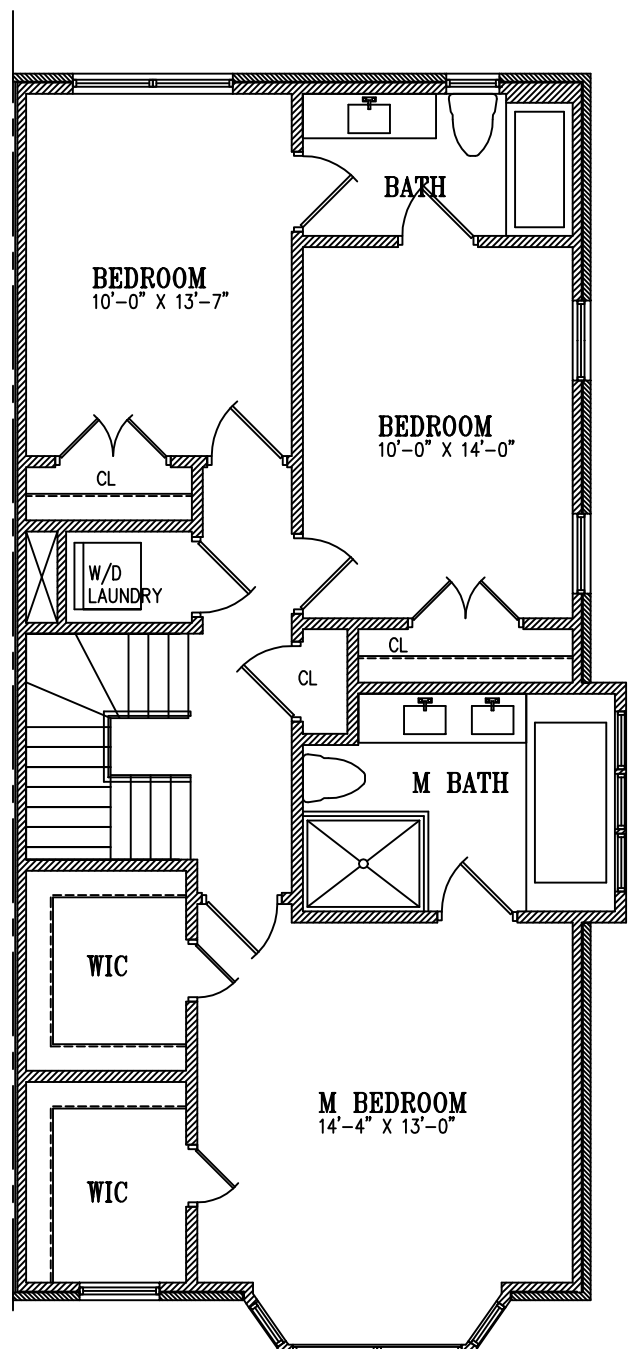 BATH
BEDROOM
10'-0" X 13'-7"
BEDROOM
10'-0" X 14'-0"
CL
W/D
LAUNDRY
CL
CL
M BATH
WIC
M BEDROOM
14'-4" X 13'-0"
WIC